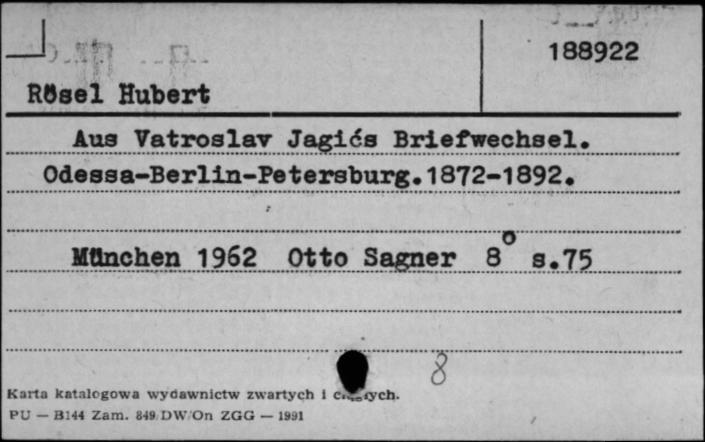 188922
Rösel Hubert
Aus Vatroslav Jagićs Briefwechsel.
Odessa-Berlin-Petersburg.1872-1892.
München 1962 Otto Sagner 8° s.75
8
Karta katalogowa wydawnictw zwartych i ciągłych.
PU — B144 Zam. 849/DW/On ZGG — 1991